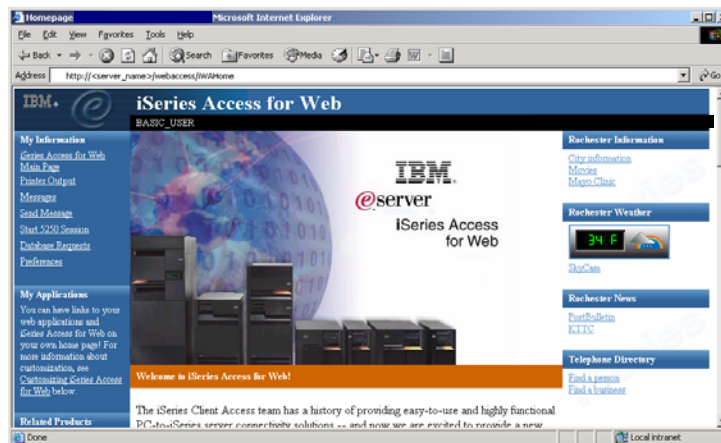 Homepage Microsoft Internet Explorer
File Edit View Favorites Tools Help
Back Search Favorites Media
Address http://<server_name>/webaccess/iWAHome Go
IBM. e iSeries Access for Web
BASIC_USER
My Information
iSeries Access for Web
Main Page
Printer Output
Messages
Send Message
Start 5250 Session
Database Requests
Preferences
My Applications
You can have links to your
web applications and
iSeries Access for Web on
your own home page! For
more information about
customization, see
Customizing iSeries Access
for Web below.
Related Products
IBM.
eserver
iSeries Access
for Web
Welcome to iSeries Access for Web!
The iSeries Client Access team has a history of providing easy-to-use and highly functional
PC-to-iSeries server connectivity solutions -- and now we are excited to provide a new
Rochester Information
City information
Movies
Mayo Clinic
Rochester Weather
34 F
SkyCam
Rochester News
PostBulletin
KTTC
Telephone Directory
Find a person
Find a business
Done Local intranet